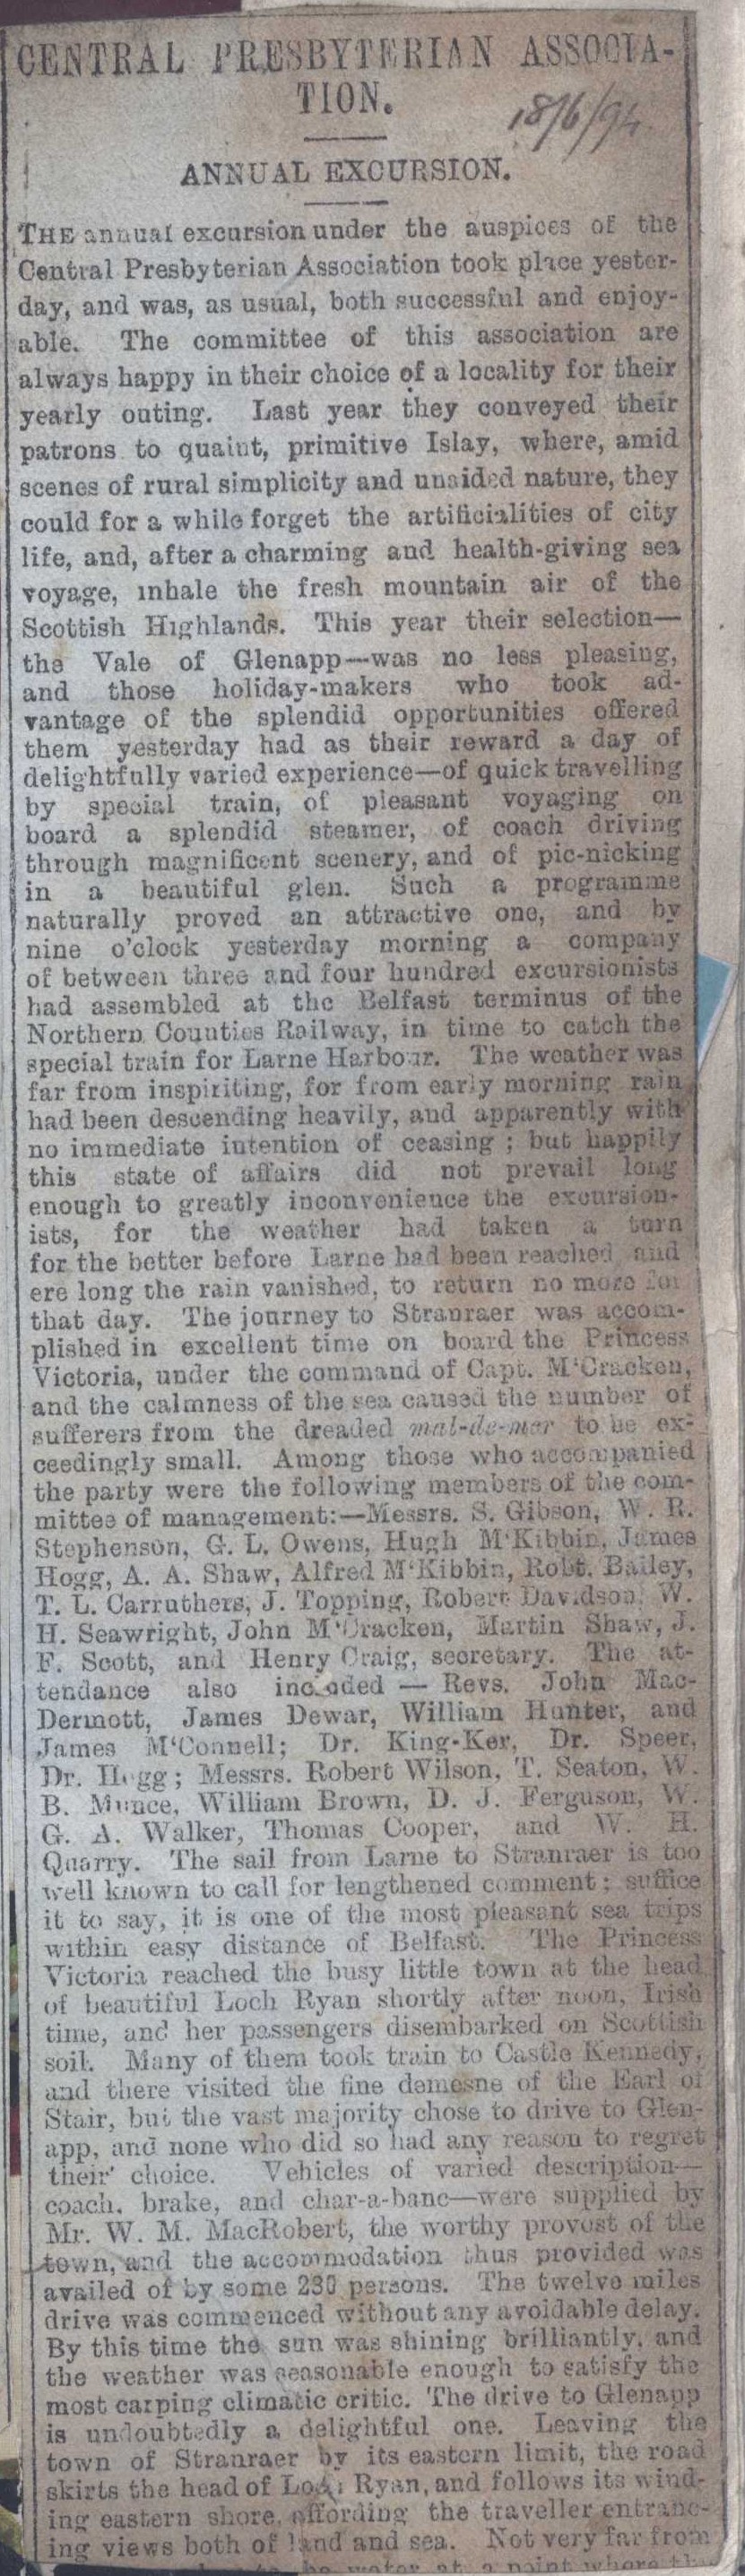 CENTRAL PRESBYTERIAN ASSOCIA-
TION.
18/6/94
ANNUAL EXCURSION.
THE annual excursion under the auspices of the
Central Presbyterian Association took place yester-
day, and was, as usual, both successful and enjoy-
able. The committee of this association are
always happy in their choice of a locality for their
yearly outing. Last year they conveyed their
patrons to quaint, primitive Islay, where, amid
scenes of rural simplicity and unaided nature, they
could for a while forget the artificialities of city
life, and, after a charming and health-giving sea
voyage, inhale the fresh mountain air of the
Scottish Highlands. This year their selection—
the Vale of Glenapp—was no less pleasing,
and those holiday-makers who took ad-
vantage of the splendid opportunities offered
them yesterday had as their reward a day of
delightfully varied experience—of quick travelling
by special train, of pleasant voyaging on
board a splendid steamer, of coach driving
through magnificent scenery, and of pic-nicking
in a beautiful glen. Such a programme
naturally proved an attractive one, and by
nine o'clock yesterday morning a company
of between three and four hundred excursionists
had assembled at the Belfast terminus of the
Northern Counties Railway, in time to catch the
special train for Larne Harbour. The weather was
far from inspiriting, for from early morning rain
had been descending heavily, and apparently with
no immediate intention of ceasing ; but happily
this state of affairs did not prevail long
enough to greatly inconvenience the excursion-
ists, for the weather had taken a turn
for the better before Larne had been reached and
ere long the rain vanished, to return no more for
that day. The journey to Stranraer was accom-
plished in excellent time on board the Princess
Victoria, under the command of Capt. M'Cracken,
and the calmness of the sea caused the number of
sufferers from the dreaded mal-de-mer to be ex-
ceedingly small. Among those who accompanied
the party were the following members of the com-
mittee of management:—Messrs. S. Gibson, W. R.
Stephenson, G. L. Owens, Hugh M'Kibbin, James
Hogg, A. A. Shaw, Alfred M'Kibbin, Robt. Bailey,
T. L. Carruthers, J. Topping, Robert Davidson, W.
H. Seawright, John M'Cracken, Martin Shaw, J.
F. Scott, and Henry Craig, secretary. The at-
tendance also included — Revs. John Mac-
Dermott, James Dewar, William Hunter, and
James M'Connell; Dr. King-Ker, Dr. Speer,
Dr. Hogg; Messrs. Robert Wilson, T. Seaton, W.
B. Munce, William Brown, D. J. Ferguson, W.
G. A. Walker, Thomas Cooper, and W. H.
Quarry. The sail from Larne to Stranraer is too
well known to call for lengthened comment; suffice
it to say, it is one of the most pleasant sea trips
within easy distance of Belfast. The Princess
Victoria reached the busy little town at the head
of beautiful Loch Ryan shortly after noon, Irish
time, and her passengers disembarked on Scottish
soil. Many of them took train to Castle Kennedy,
and there visited the fine demesne of the Earl of
Stair, but the vast majority chose to drive to Glen-
app, and none who did so had any reason to regret
their choice. Vehicles of varied description—
coach, brake, and char-a-banc—were supplied by
Mr. W. M. MacRobert, the worthy provost of the
town, and the accommodation thus provided was
availed of by some 230 persons. The twelve miles
drive was commenced without any avoidable delay.
By this time the sun was shining brilliantly, and
the weather was seasonable enough to satisfy the
most carping climatic critic. The drive to Glenapp
is undoubtedly a delightful one. Leaving the
town of Stranraer by its eastern limit, the road
skirts the head of Loch Ryan, and follows its wind-
ing eastern shore, affording the traveller entranc-
ing views both of land and sea. Not very far from
water at a point where the